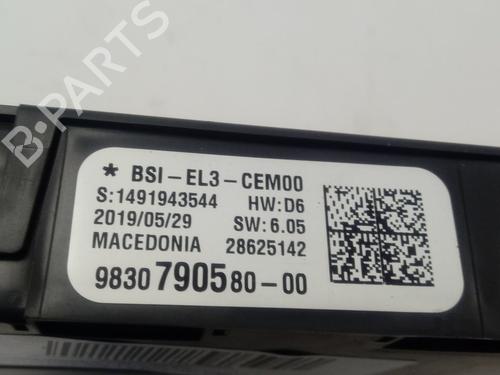 * BSI-EL3-CEM00
S:1491943544 HW:D6
2019/05/29 SW:6.05
MACEDONIA 28625142
9830790580-00
B-PARTS